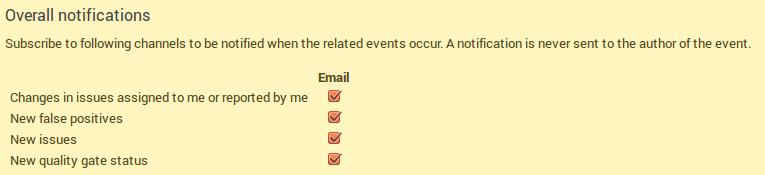 Overall notifications
Subscribe to following channels to be notified when the related events occur. A notification is never sent to the author of the event.
Email
Changes in issues assigned to me or reported by me
New false positives
New issues
New quality gate status